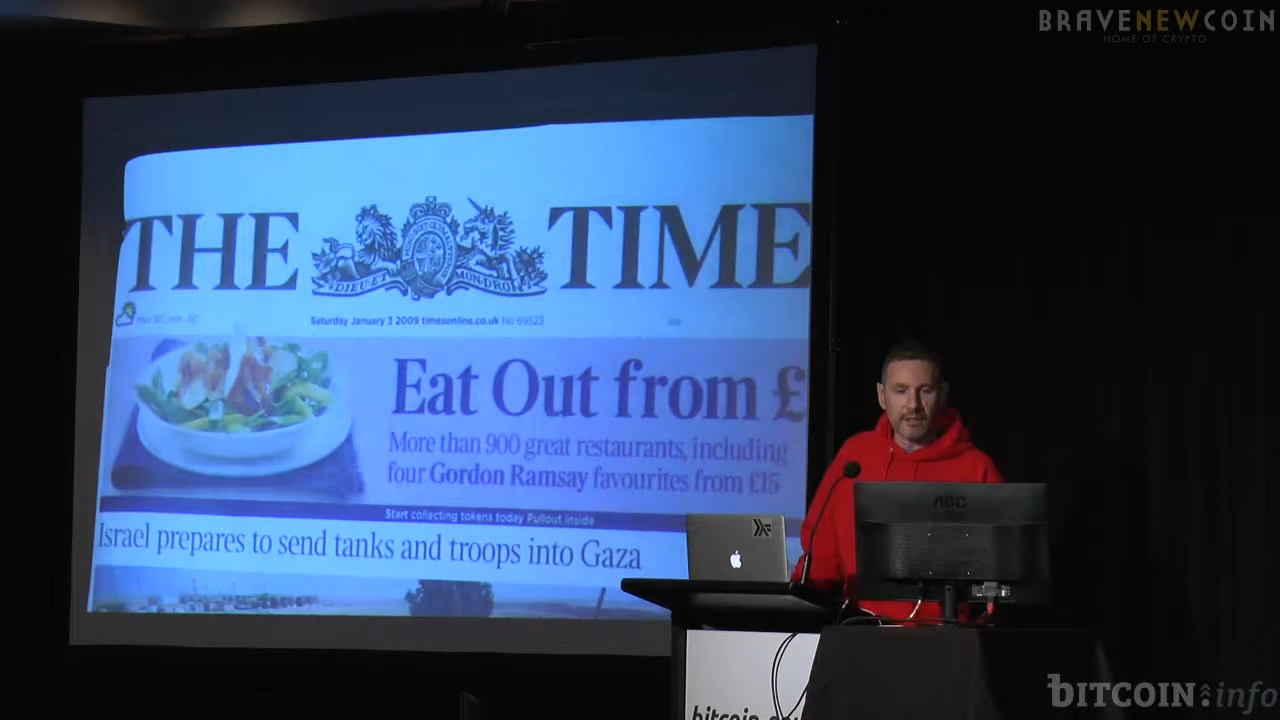 BRAVENEWCOIN
HOME OF CRYPTO
THE TIME
DIEU ET MON DROI
Saturday January 3 2009 timesonline.co.uk No 69523
Eat Out from £
More than 900 great restaurants, including
four Gordon Ramsay favourites from £15
Start collecting tokens today Pullout inside
Israel prepares to send tanks and troops into Gaza
AOC
bitcoin
BITCOIN:info